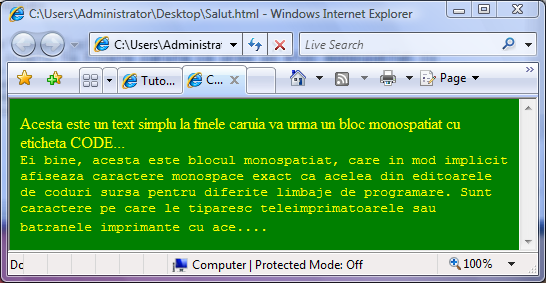 C:\Users\Administrator\Desktop\Salut.html - Windows Internet Explorer
C:\Users\Administrat
Live Search
Tuto...
C...
Page
Acesta este un text simplu la finele caruia va urma un bloc monospatiat cu
eticheta CODE...
Ei bine, acesta este blocul monospatiat, care in mod implicit
afiseaza caractere monospace exact ca acelea din editoarele
de coduri sursa pentru diferite limbaje de programare. Sunt
caractere pe care le tiparesc teleimprimatoarele sau
batranele imprimante cu ace....
Dc
Computer | Protected Mode: Off
100%